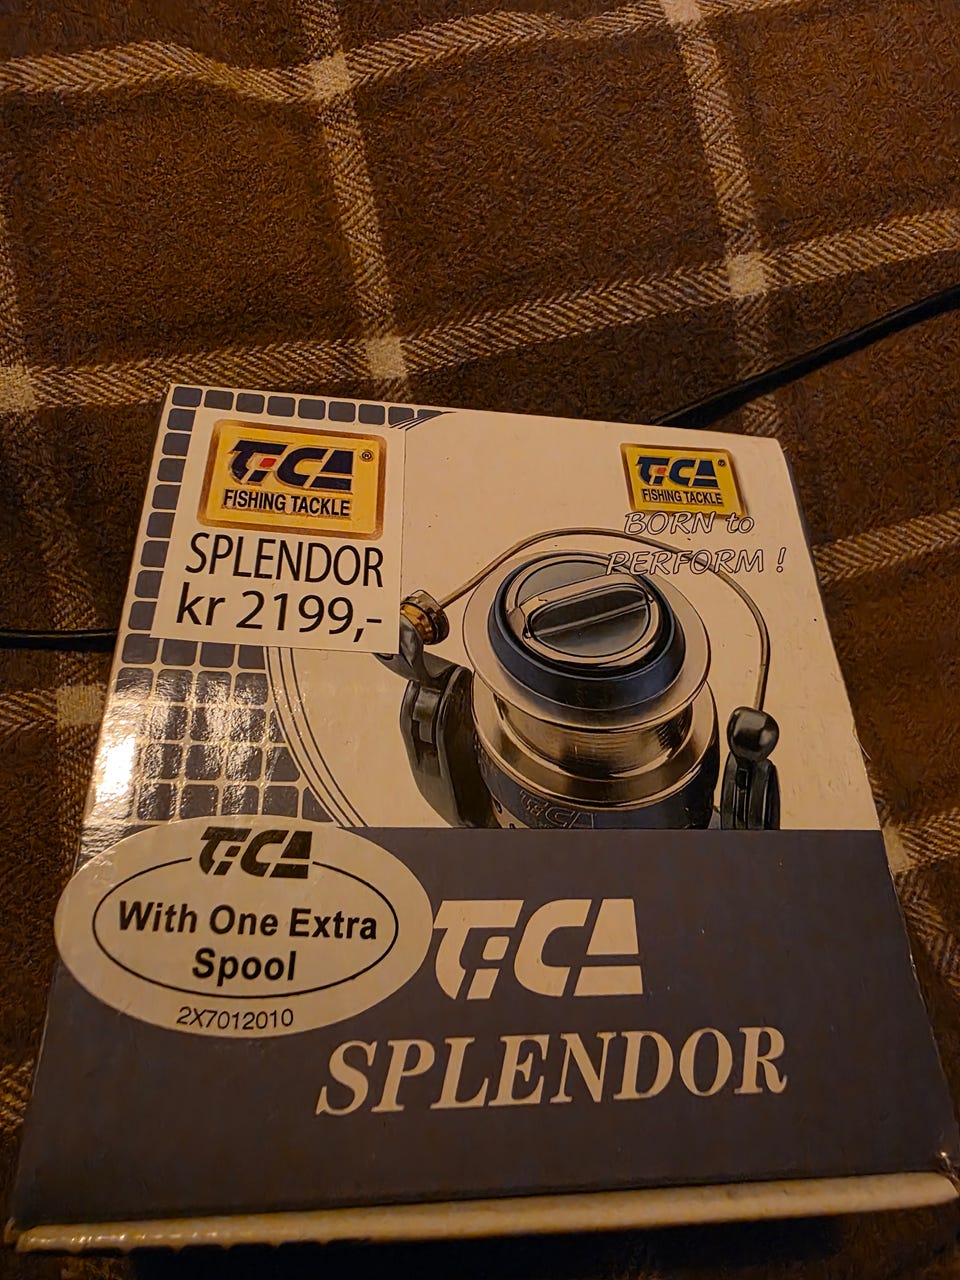 TiCA®
FISHING TACKLE
SPLENDOR
kr 2199,-
TiCA®
FISHING TACKLE
BORN to
PERFORM !
TiCA
TiCA
With One Extra
Spool
2X7012010
TiCA
SPLENDOR